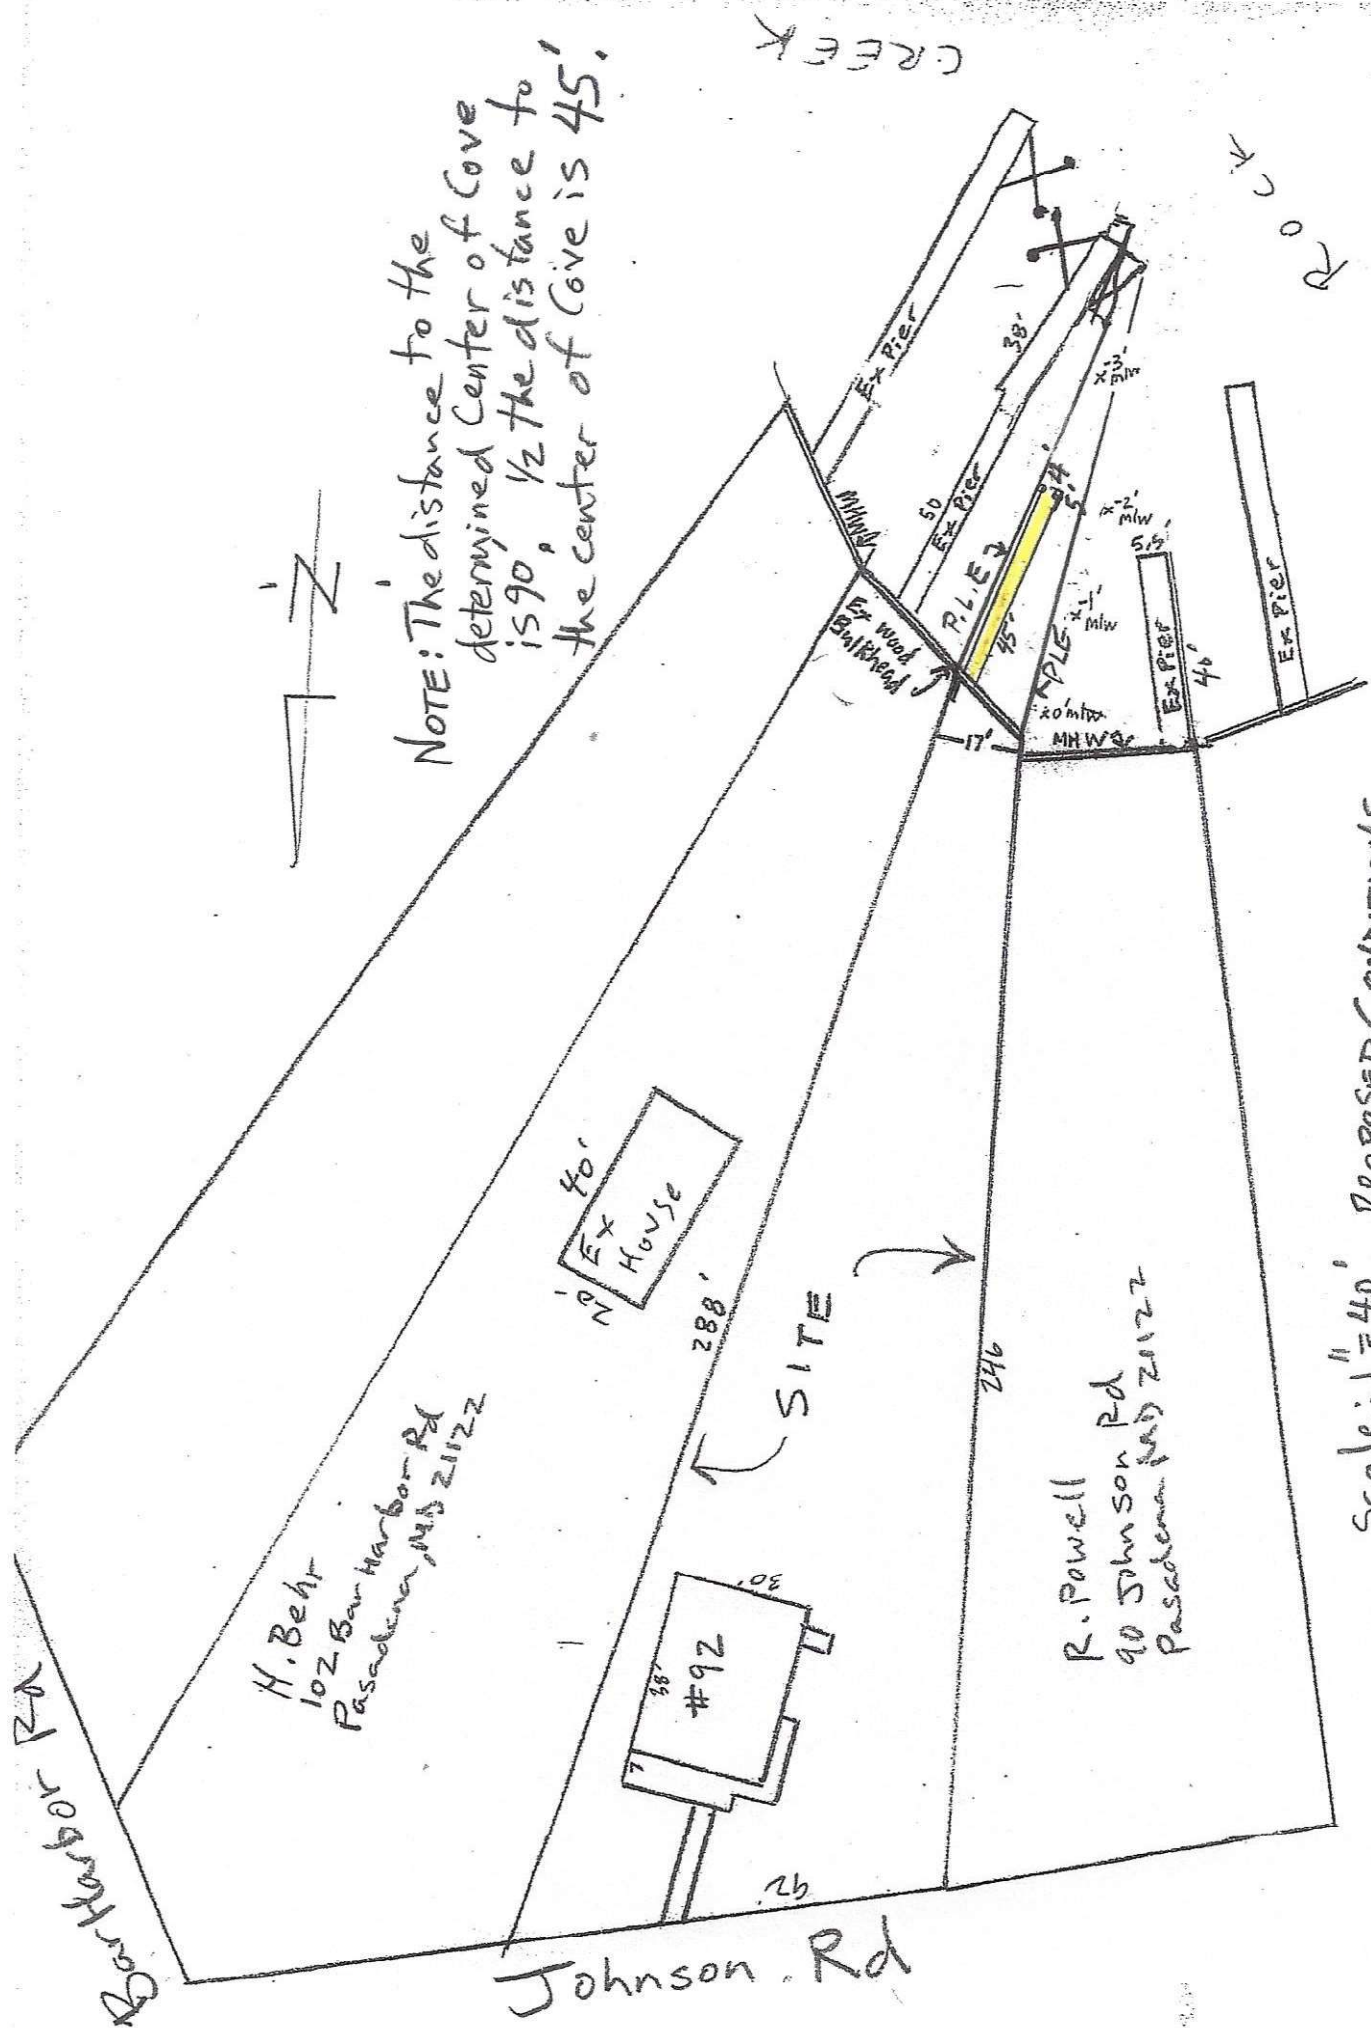 CREEK
ROCK
N
NOTE: The distance to the
determined Center of Cove
is 90', 1/2 the distance to
the center of Cove is 45'.
Ex Pier
38'
50
Ex Pier
MHW
Ex Wood
Bulkhead
P.L.E
45'
4'
5'
PLE
x-3'
mlw
x-2'
mlw
x-1'
mlw
x0'mlw
MHW
17'
5.5'
Ex Pier
40'
Ex Pier
40'
Ex
House
288'
SITE
246
H. Behr
102 Bar Harbor Rd
Pasadena, MD 21122
38'
30'
#92
R. Powell
90 Johnson Rd
Pasadena MD 21122
92'
Bar Harbor Rd
Johnson Rd
Scale: 1"=40' PROPOSED CONDITIONS